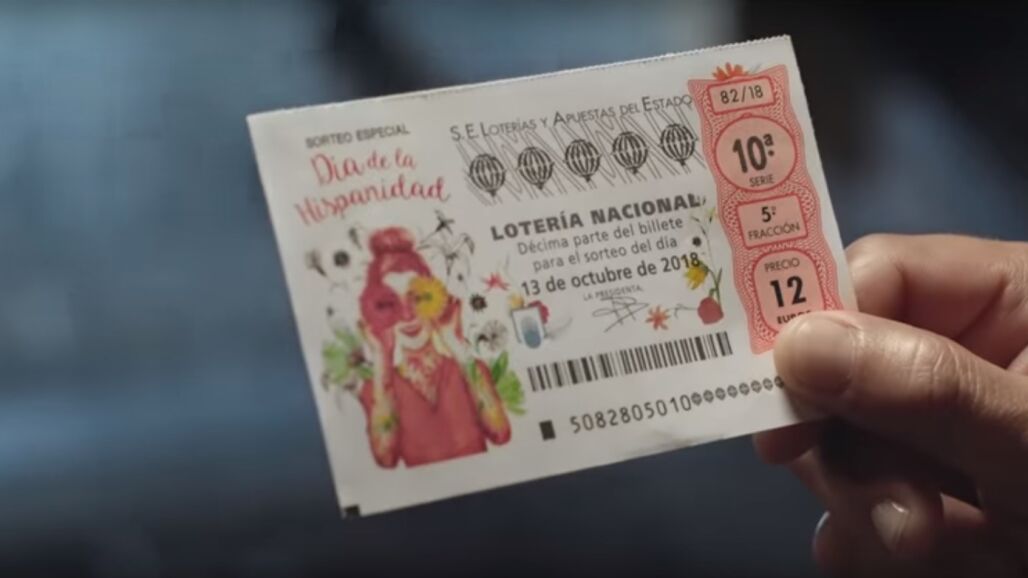 SORTEO ESPECIAL
Día de la
Hispanidad
S.E. LOTERÍAS Y APUESTAS DEL ESTADO
LOTERÍA NACIONAL
Décima parte del billete
para el sorteo del día
13 de octubre de 2018
LA PRESIDENTA,
5082805010
82/18
10ª
SERIE
5ª
FRACCIÓN
PRECIO
12
EUROS